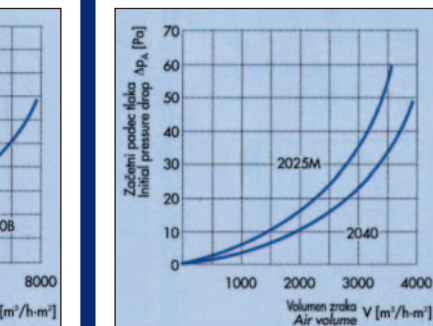 0B
8000
[m³/h·m²]
Začetni padec tlaka
Initial pressure drop Δp_A [Pa]
70
60
50
40
30
20
10
0
2025M
2040
1000 2000 3000 4000
Volumen zraka
Air volume V [m³/h·m²]